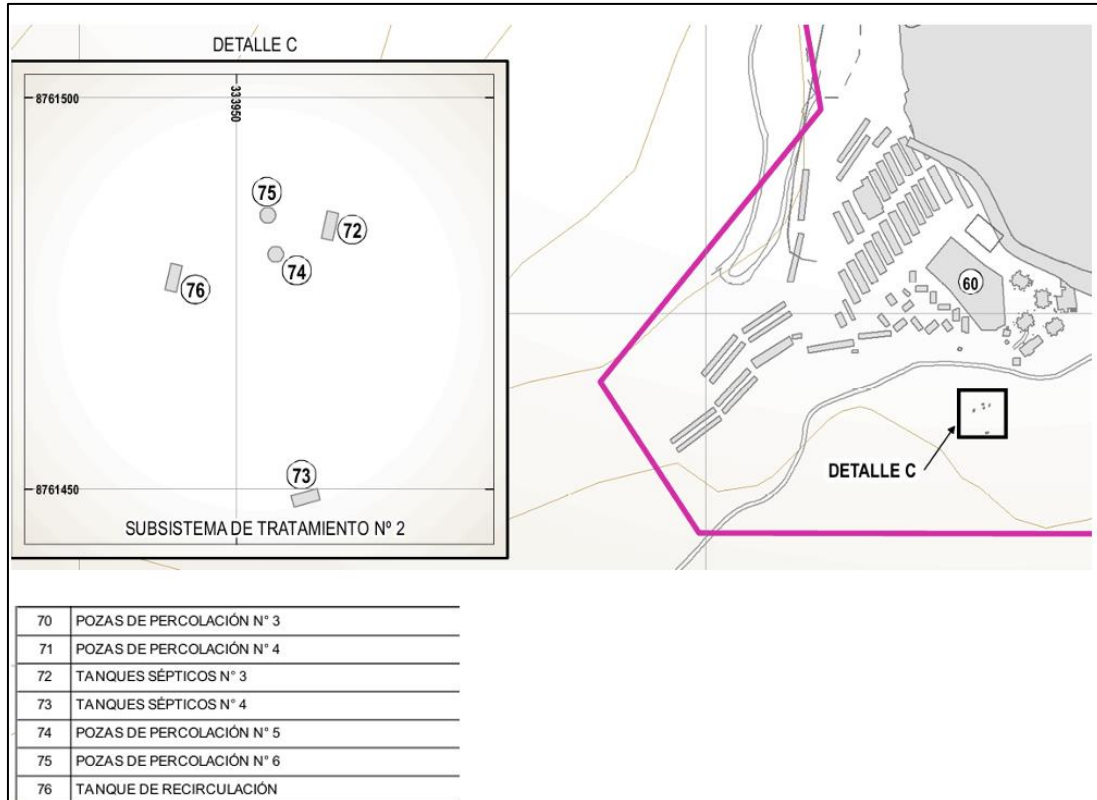 DETALLE C
8761500
333950
75
72
74
76
60
DETALLE C
73
8761450
SUBSISTEMA DE TRATAMIENTO Nº 2
70 POZAS DE PERCOLACIÓN N° 3
71 POZAS DE PERCOLACIÓN N° 4
72 TANQUES SÉPTICOS N° 3
73 TANQUES SÉPTICOS N° 4
74 POZAS DE PERCOLACIÓN N° 5
75 POZAS DE PERCOLACIÓN N° 6
76 TANQUE DE RECIRCULACIÓN